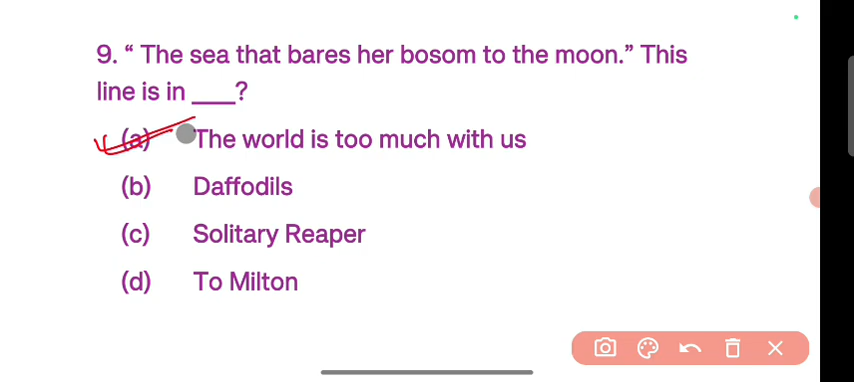 9. “ The sea that bares her bosom to the moon.” This
line is in ____?
(a) The world is too much with us
(b) Daffodils
(c) Solitary Reaper
(d) To Milton